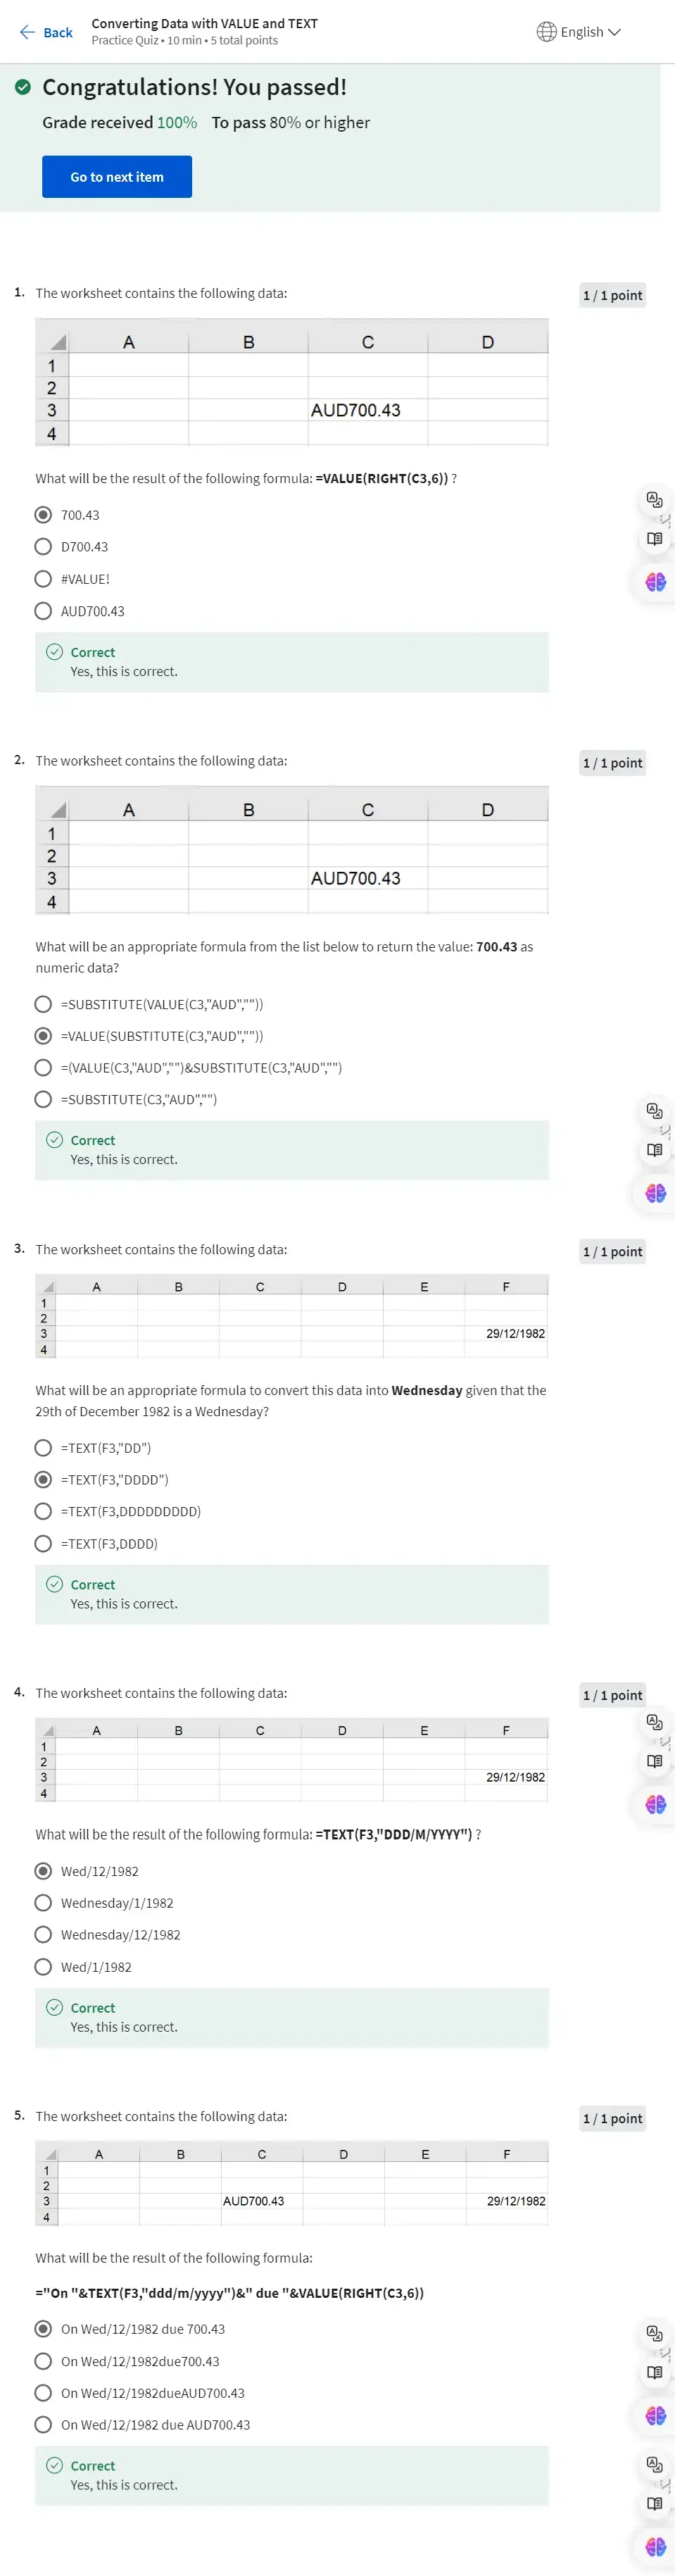 Back
Converting Data with VALUE and TEXT
Practice Quiz • 10 min • 5 total points
English
Congratulations! You passed!
Grade received 100% To pass 80% or higher
Go to next item
1. The worksheet contains the following data:
1 / 1 point
A B C D
1
2
3 AUD700.43
4
What will be the result of the following formula: =VALUE(RIGHT(C3,6)) ?
700.43
D700.43
#VALUE!
AUD700.43
Correct
Yes, this is correct.
2. The worksheet contains the following data:
1 / 1 point
A B C D
1
2
3 AUD700.43
4
What will be an appropriate formula from the list below to return the value: 700.43 as
numeric data?
=SUBSTITUTE(VALUE(C3,"AUD",""))
=VALUE(SUBSTITUTE(C3,"AUD",""))
=(VALUE(C3,"AUD","")&SUBSTITUTE(C3,"AUD","")
=SUBSTITUTE(C3,"AUD","")
Correct
Yes, this is correct.
3. The worksheet contains the following data:
1 / 1 point
A B C D E F
1
2
3 29/12/1982
4
What will be an appropriate formula to convert this data into Wednesday given that the
29th of December 1982 is a Wednesday?
=TEXT(F3,"DD")
=TEXT(F3,"DDDD")
=TEXT(F3,DDDDDDDDD)
=TEXT(F3,DDDD)
Correct
Yes, this is correct.
4. The worksheet contains the following data:
1 / 1 point
A B C D E F
1
2
3 29/12/1982
4
What will be the result of the following formula: =TEXT(F3,"DDD/M/YYYY") ?
Wed/12/1982
Wednesday/1/1982
Wednesday/12/1982
Wed/1/1982
Correct
Yes, this is correct.
5. The worksheet contains the following data:
1 / 1 point
A B C D E F
1
2
3 AUD700.43 29/12/1982
4
What will be the result of the following formula:
="On "&TEXT(F3,"ddd/m/yyyy")&" due "&VALUE(RIGHT(C3,6))
On Wed/12/1982 due 700.43
On Wed/12/1982due700.43
On Wed/12/1982dueAUD700.43
On Wed/12/1982 due AUD700.43
Correct
Yes, this is correct.